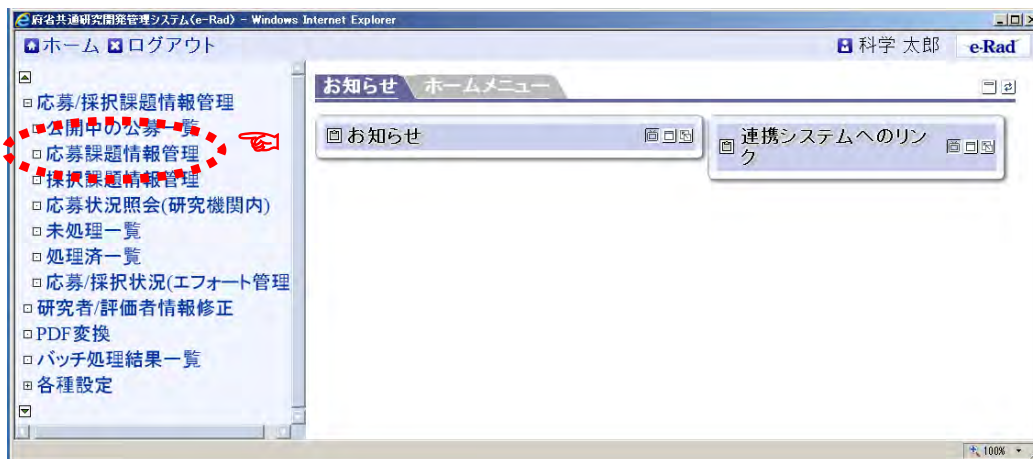 府省共通研究開発管理システム(e-Rad) - Windows Internet Explorer
ホーム ログアウト 科学 太郎 e-Rad
応募/採択課題情報管理
公開中の公募一覧
応募課題情報管理
採択課題情報管理
応募状況照会(研究機関内)
未処理一覧
処理済一覧
応募/採択状況(エフォート管理
研究者/評価者情報修正
PDF変換
バッチ処理結果一覧
各種設定
お知らせ ホームメニュー
お知らせ
連携システムへのリン
ク
100%